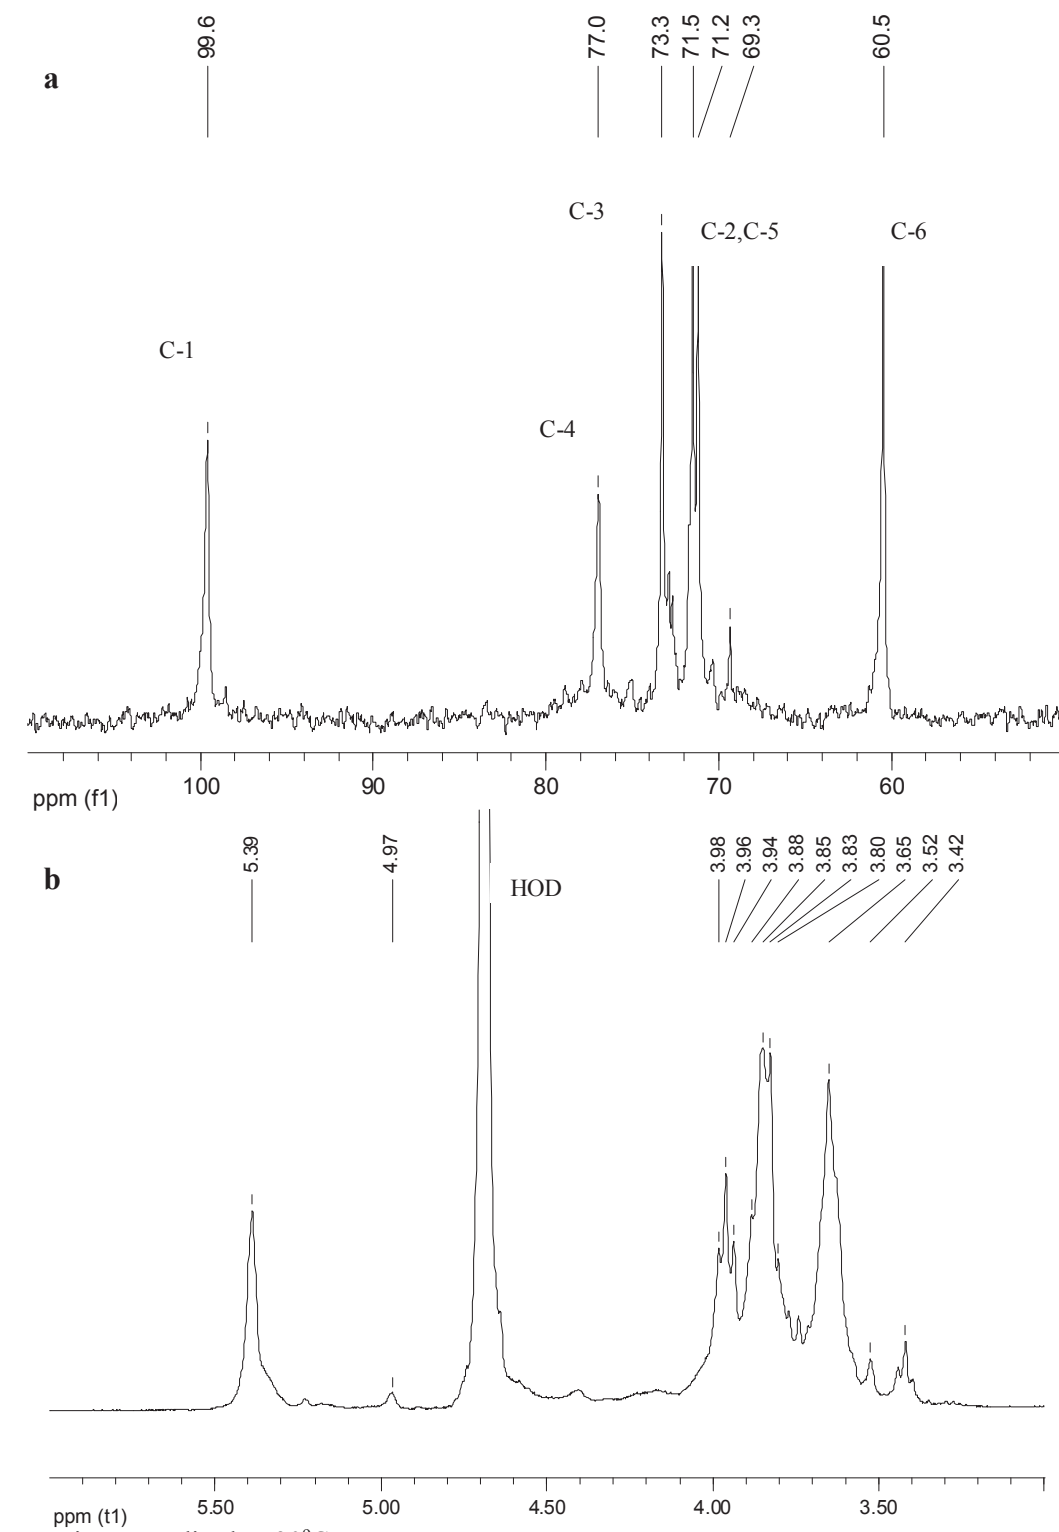 99.6 77.0 73.3 71.5 71.2 69.3 60.5
a
C-3
C-2,C-5 C-6
C-1
C-4
100 90 80 70 60
ppm (f1)
5.39 4.97 3.98 3.96 3.94 3.88 3.85 3.83 3.80 3.65 3.52 3.42
b
HOD
5.50 5.00 4.50 4.00 3.50
ppm (t1)